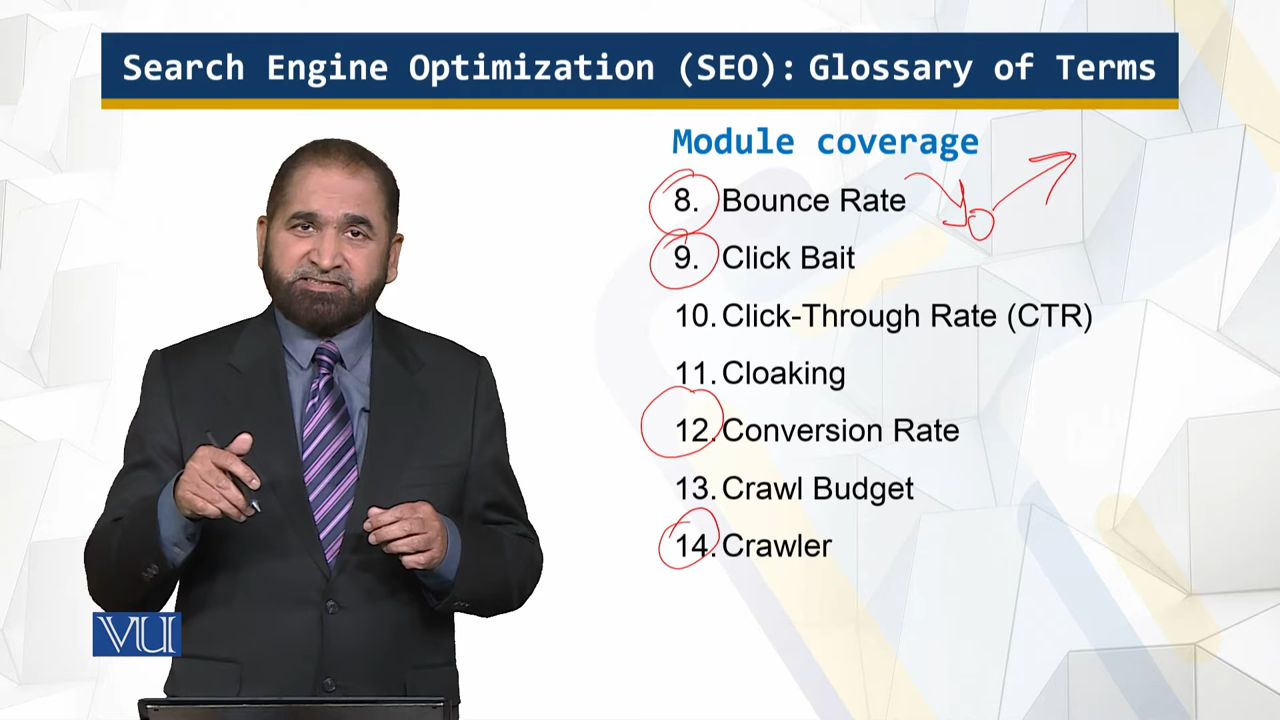 Search Engine Optimization (SEO): Glossary of Terms
Module coverage
8. Bounce Rate
9. Click Bait
10. Click-Through Rate (CTR)
11. Cloaking
12. Conversion Rate
13. Crawl Budget
14. Crawler
VU